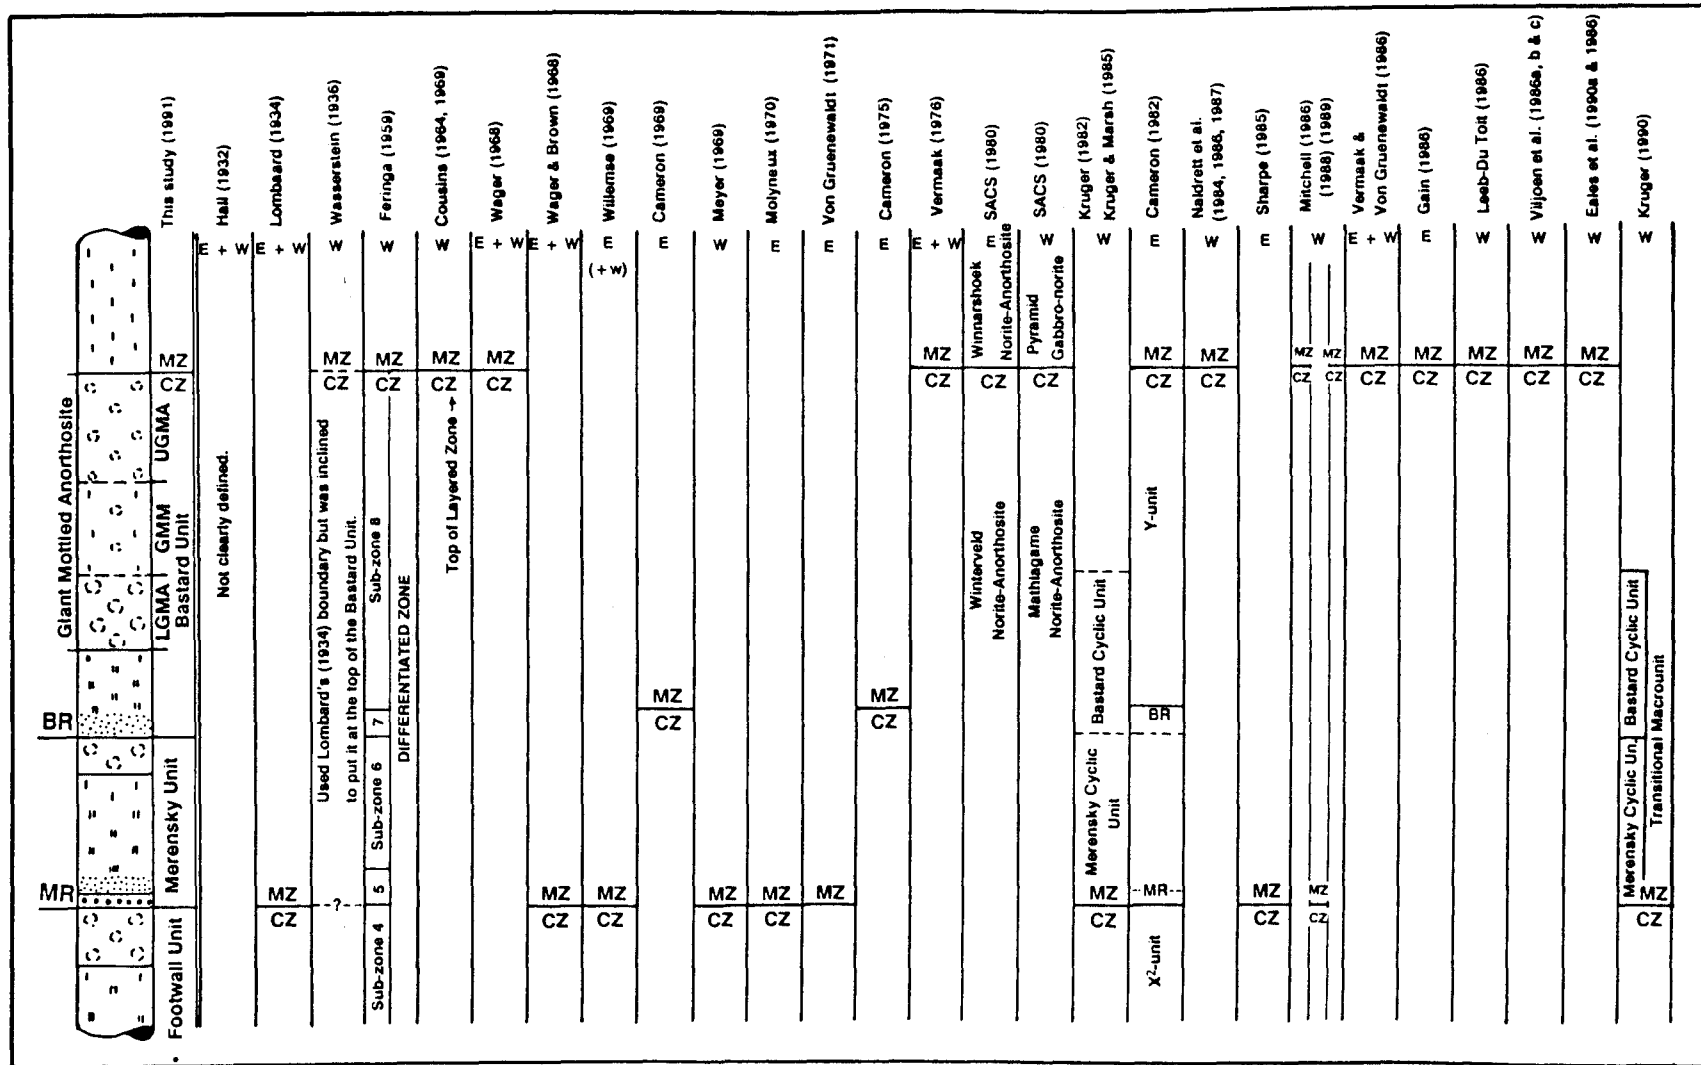 This study (1991)
Hall (1932)
Lombaard (1934)
Wasserstein (1936)
Feringa (1959)
Cousins (1964, 1969)
Wager (1968)
Wager & Brown (1968)
Willemse (1969)
Cameron (1969)
Meyer (1969)
Molyneux (1970)
Von Gruenewaldt (1971)
Cameron (1975)
Vermaak (1976)
SACS (1980)
SACS (1980)
Kruger (1982)
Kruger & Marsh (1985)
Cameron (1982)
Naldrett et al.
(1984, 1986, 1987)
Sharpe (1985)
Mitchell (1986)
(1988) (1989)
Vermaak &
Von Gruenewaldt (1986)
Gain (1986)
Leeb-Du Toit (1986)
Viljoen et al. (1986a, b & c)
Eales et al. (1990a & 1986)
Kruger (1990)
E + W
E + W
W
W
W
E + W
E + W
E
(+ W)
E
W
E
E
E
E + W
E
W
W
E
W
E
W
E + W
E
W
W
W
W
Giant Mottled Anorthosite
UGMA
GMM
LGMA
Bastard Unit
BR
Merensky Unit
MR
Footwall Unit
MZ
CZ
Not clearly defined.
MZ
CZ
MZ
CZ
Used Lombard's (1934) boundary but was inclined
to put it at the top of the Bastard Unit.
--?--
MZ
CZ
Sub-zone 8
7
Sub-zone 6
5
Sub-zone 4
DIFFERENTIATED ZONE
MZ
CZ
Top of Layered Zone →
MZ
CZ
MZ
CZ
MZ
CZ
MZ
CZ
MZ
CZ
MZ
CZ
MZ
MZ
CZ
MZ
CZ
Winnarshoek
Norite-Anorthosite
CZ
Winterveld
Norite-Anorthosite
Pyramid
Gabbro-norite
CZ
Mathlagame
Norite-Anorthosite
Bastard Cyclic Unit
Merensky Cyclic
Unit
MZ
CZ
MZ
CZ
Y-unit
BR
--MR--
X²-unit
MZ
CZ
MZ
CZ
MZ
CZ
MZ
CZ
MZ
CZ
MZ
CZ
MZ
CZ
MZ
CZ
MZ
CZ
MZ
CZ
Bastard Cyclic Unit
Merensky Cyclic Un.
Transitional Macrounit
MZ
CZ